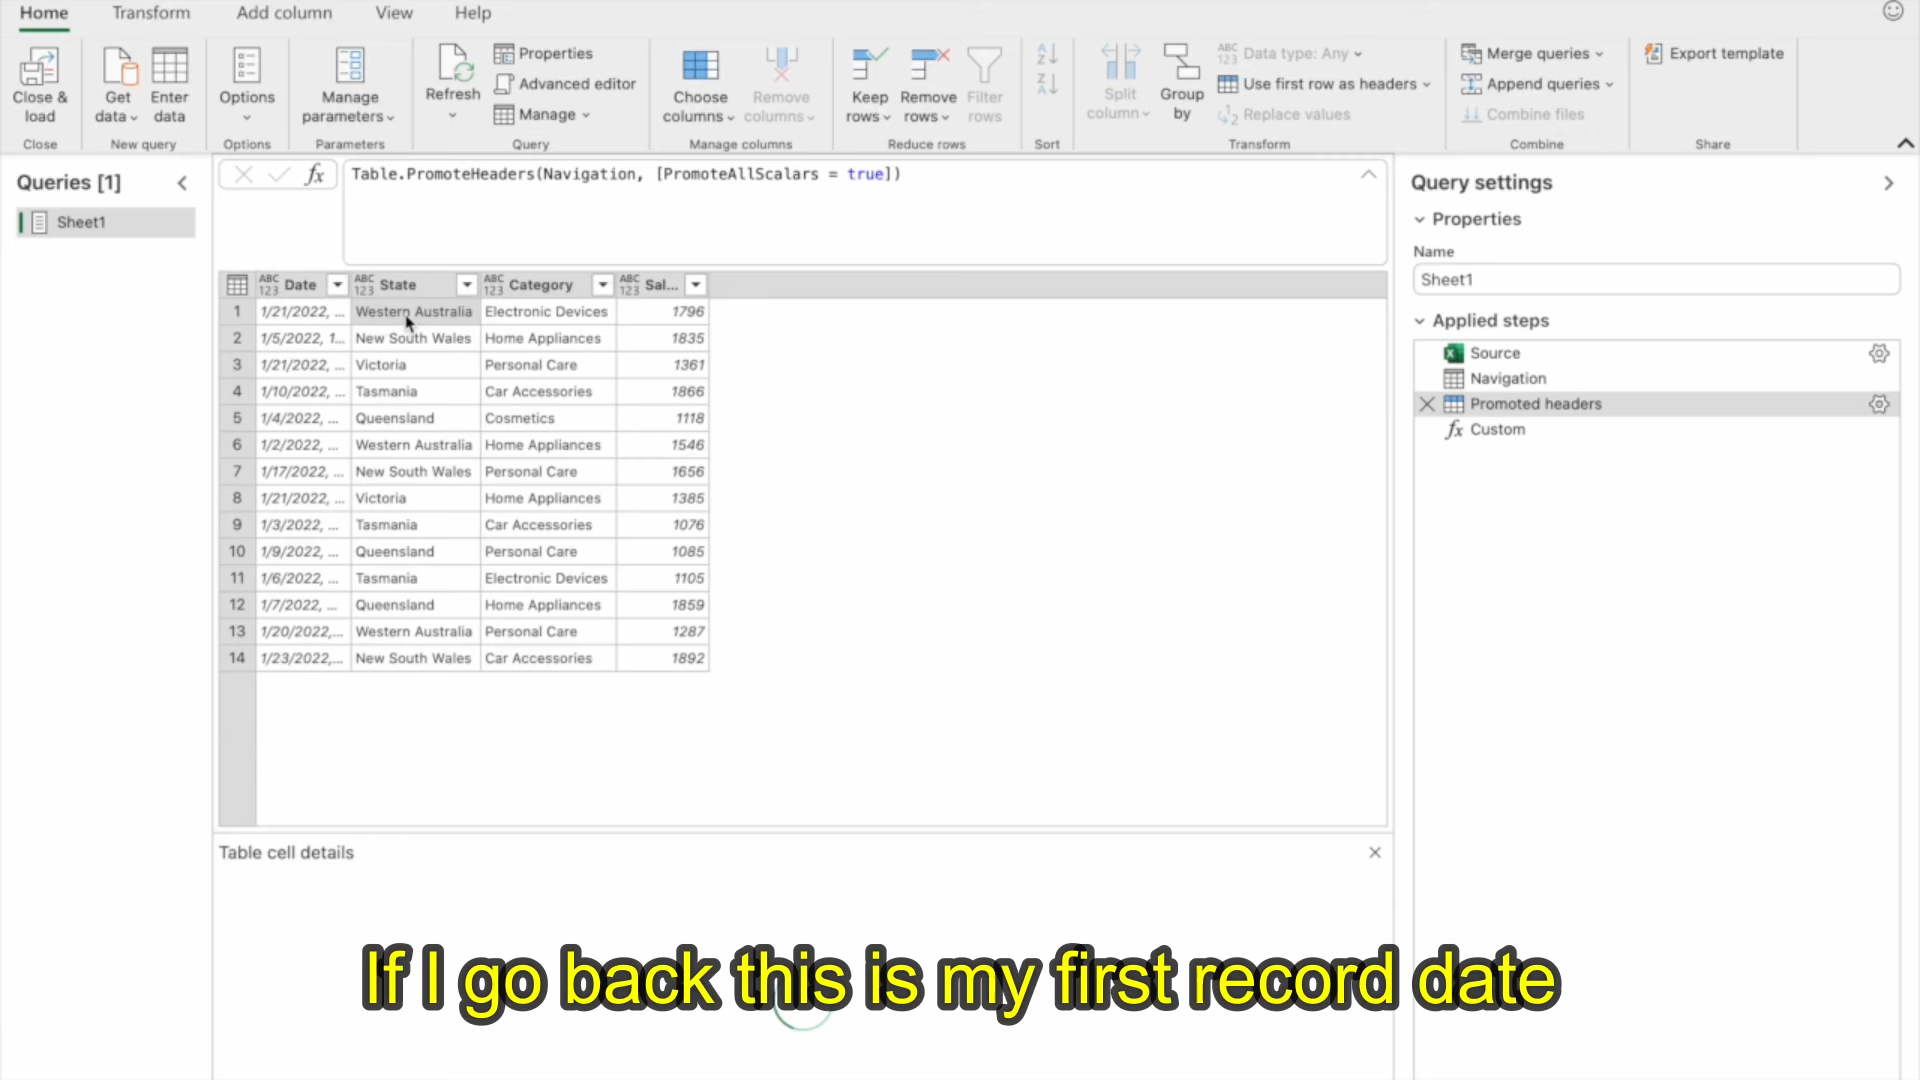 Home Transform Add column View Help
Close & load
Get data
Enter data
Options
Manage parameters
Refresh
Properties
Advanced editor
Manage
Choose columns
Remove columns
Keep rows
Remove rows
Filter rows
Split column
Group by
Data type: Any
Use first row as headers
Replace values
Merge queries
Append queries
Combine files
Export template
Close New query Options Parameters Query Manage columns Reduce rows Sort Transform Combine Share
Queries [1]
Sheet1
fx Table.PromoteHeaders(Navigation, [PromoteAllScalars = true])
ABC 123 Date ABC 123 State ABC 123 Category ABC 123 Sal...
1 1/21/2022, ... Western Australia Electronic Devices 1796
2 1/5/2022, 1... New South Wales Home Appliances 1835
3 1/21/2022, ... Victoria Personal Care 1361
4 1/10/2022, ... Tasmania Car Accessories 1866
5 1/4/2022, ... Queensland Cosmetics 1118
6 1/2/2022, ... Western Australia Home Appliances 1546
7 1/17/2022, ... New South Wales Personal Care 1656
8 1/21/2022, ... Victoria Home Appliances 1385
9 1/3/2022, ... Tasmania Car Accessories 1076
10 1/9/2022, ... Queensland Personal Care 1085
11 1/6/2022, ... Tasmania Electronic Devices 1105
12 1/7/2022, ... Queensland Home Appliances 1859
13 1/20/2022,... Western Australia Personal Care 1287
14 1/23/2022,... New South Wales Car Accessories 1892
Query settings
Properties
Name
Sheet1
Applied steps
Source
Navigation
Promoted headers
fx Custom
Table cell details
If I go back this is my first record date